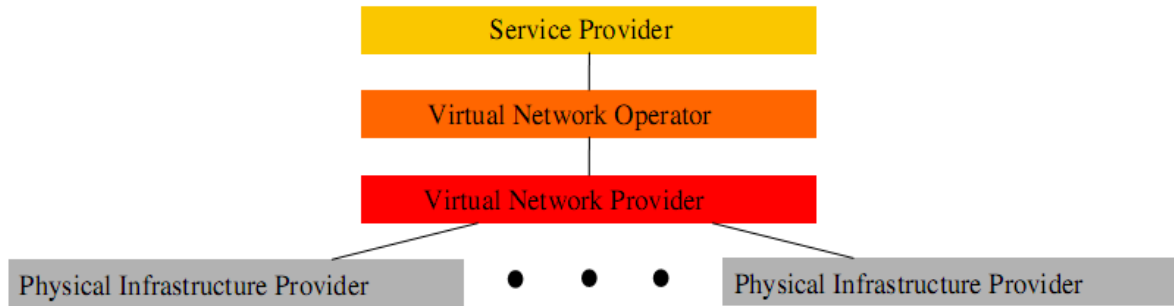 Service Provider
Virtual Network Operator
Virtual Network Provider
Physical Infrastructure Provider
Physical Infrastructure Provider